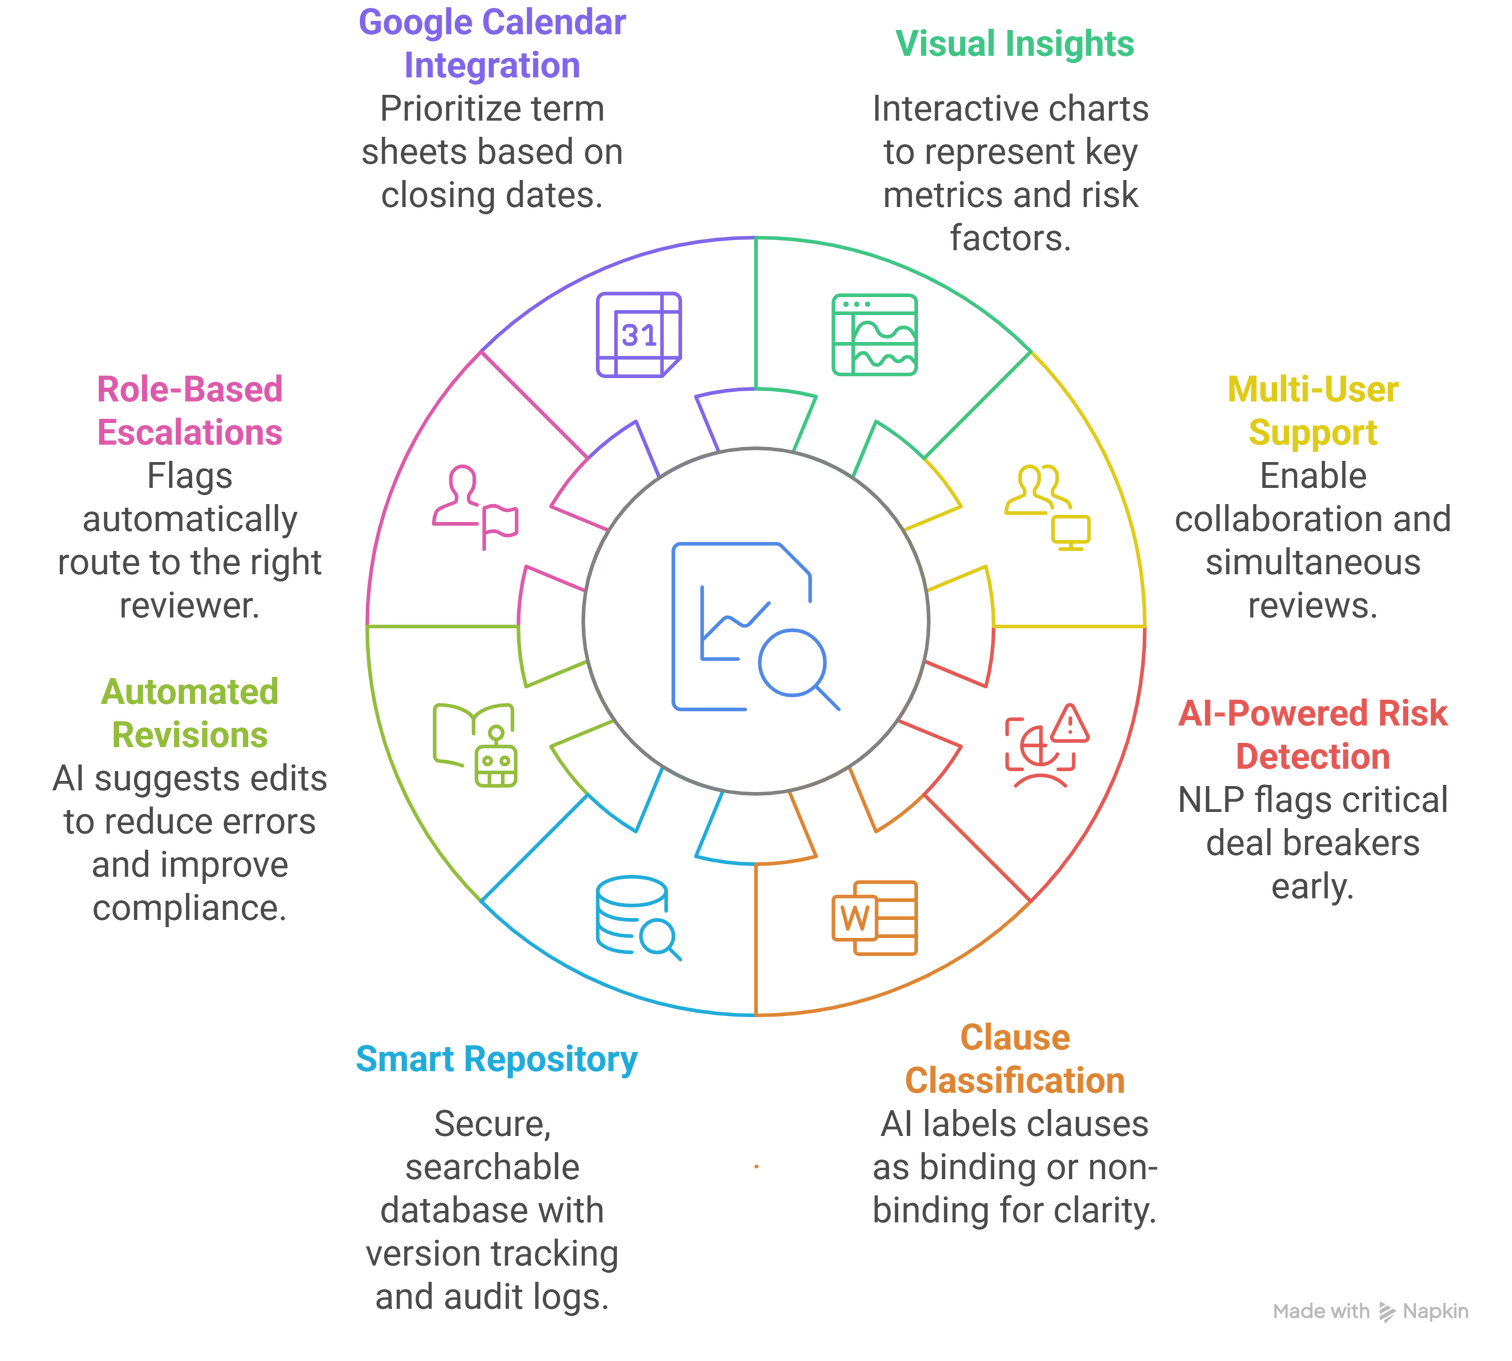 Google Calendar
Integration
Prioritize term
sheets based on
closing dates.
Visual Insights
Interactive charts
to represent key
metrics and risk
factors.
31
Role-Based
Escalations
Flags
automatically
route to the right
reviewer.
Multi-User
Support
Enable
collaboration and
simultaneous
reviews.
Automated
Revisions
AI suggests edits
to reduce errors
and improve
compliance.
AI-Powered Risk
Detection
NLP flags critical
deal breakers
early.
W
Smart Repository
Secure,
searchable
database with
version tracking
and audit logs.
Clause
Classification
AI labels clauses
as binding or non-
binding for clarity.
Made with Napkin